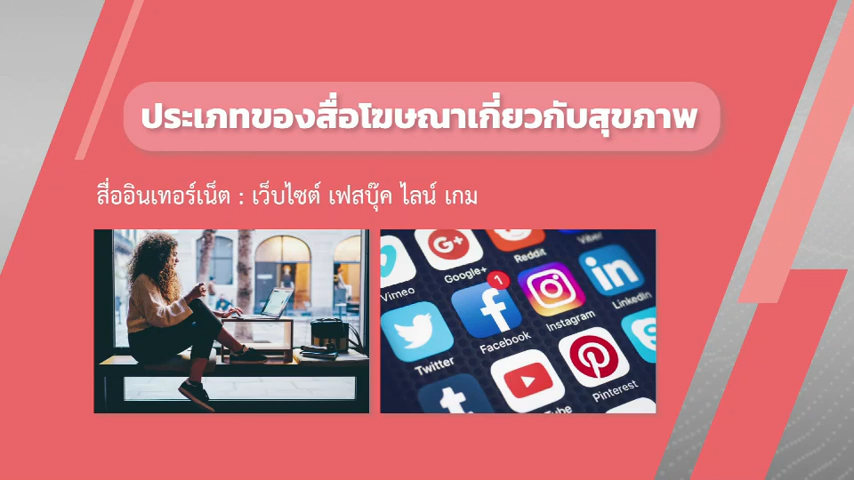 ประเภทของสื่อโฆษณาเกี่ยวกับสุขภาพ
สื่ออินเทอร์เน็ต : เว็บไซต์ เฟสบุ๊ค ไลน์ เกม
Vimeo
Google+
Reddit
Viber
Twitter
Facebook
1
Instagram
LinkedIn
Pinterest